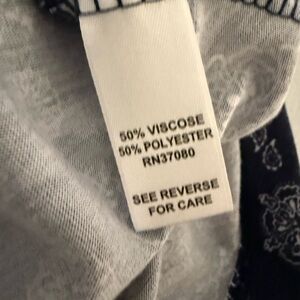 50% VISCOSE
50% POLYESTER
RN37080
SEE REVERSE
FOR CARE